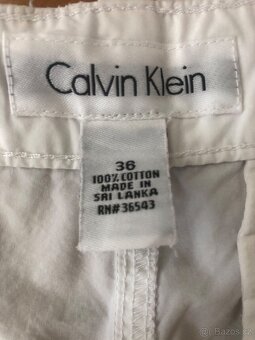 Calvin Klein
36
100% COTTON
MADE IN
SRI LANKA
RN#36543